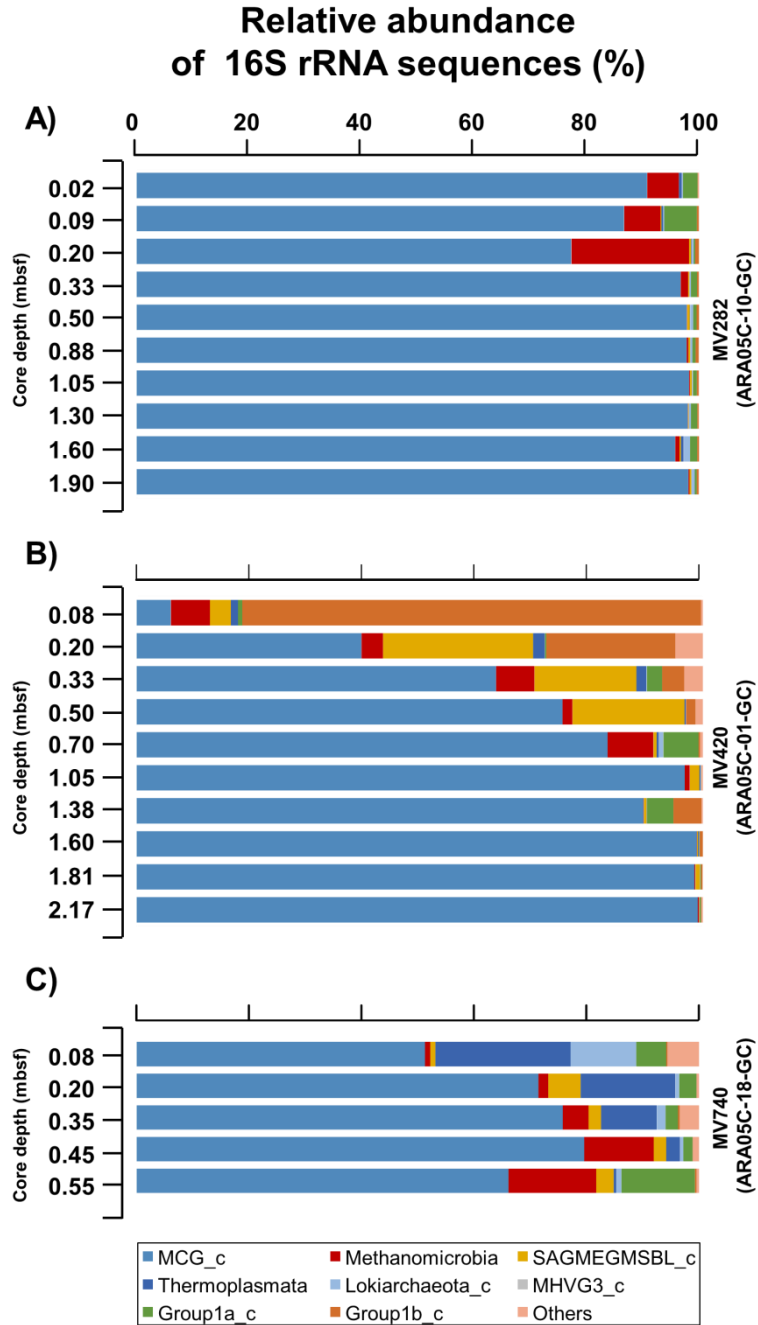 Relative abundance
of 16S rRNA sequences (%)
A)
0 20 40 60 80 100
Core depth (mbsf)
0.02
0.09
0.20
0.33
0.50
0.88
1.05
1.30
1.60
1.90
MV282
(ARA05C-10-GC)
B)
Core depth (mbsf)
0.08
0.20
0.33
0.50
0.70
1.05
1.38
1.60
1.81
2.17
MV420
(ARA05C-01-GC)
C)
Core depth (mbsf)
0.08
0.20
0.35
0.45
0.55
MV740
(ARA05C-18-GC)
MCG_c Methanomicrobia SAGMEGMSBL_c
Thermoplasmata Lokiarchaeota_c MHVG3_c
Group1a_c Group1b_c Others